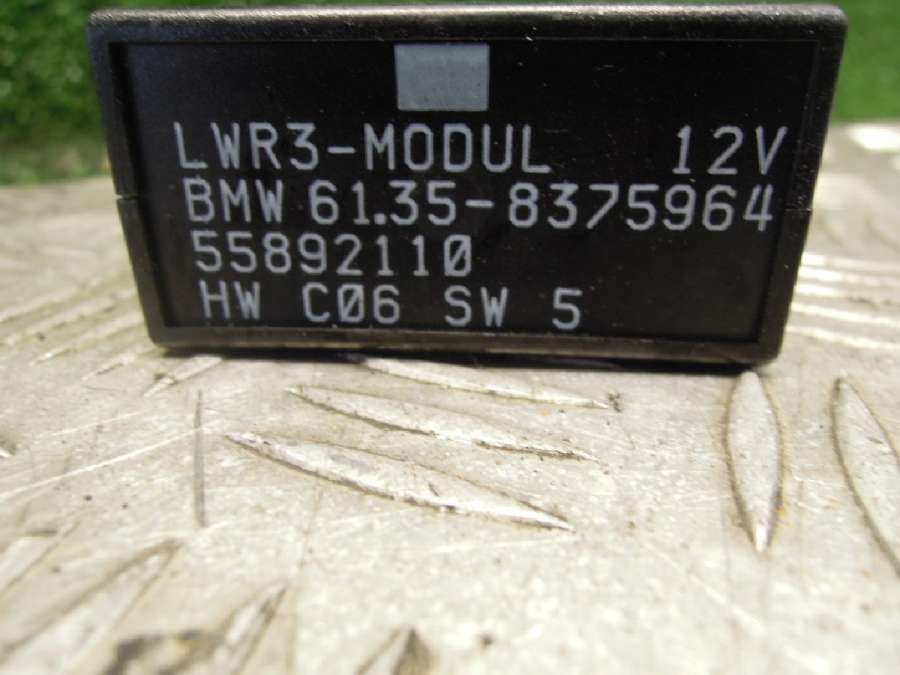 LWR3-MODUL 12V
BMW 61.35-8375964
55892110
HW C06 SW 5